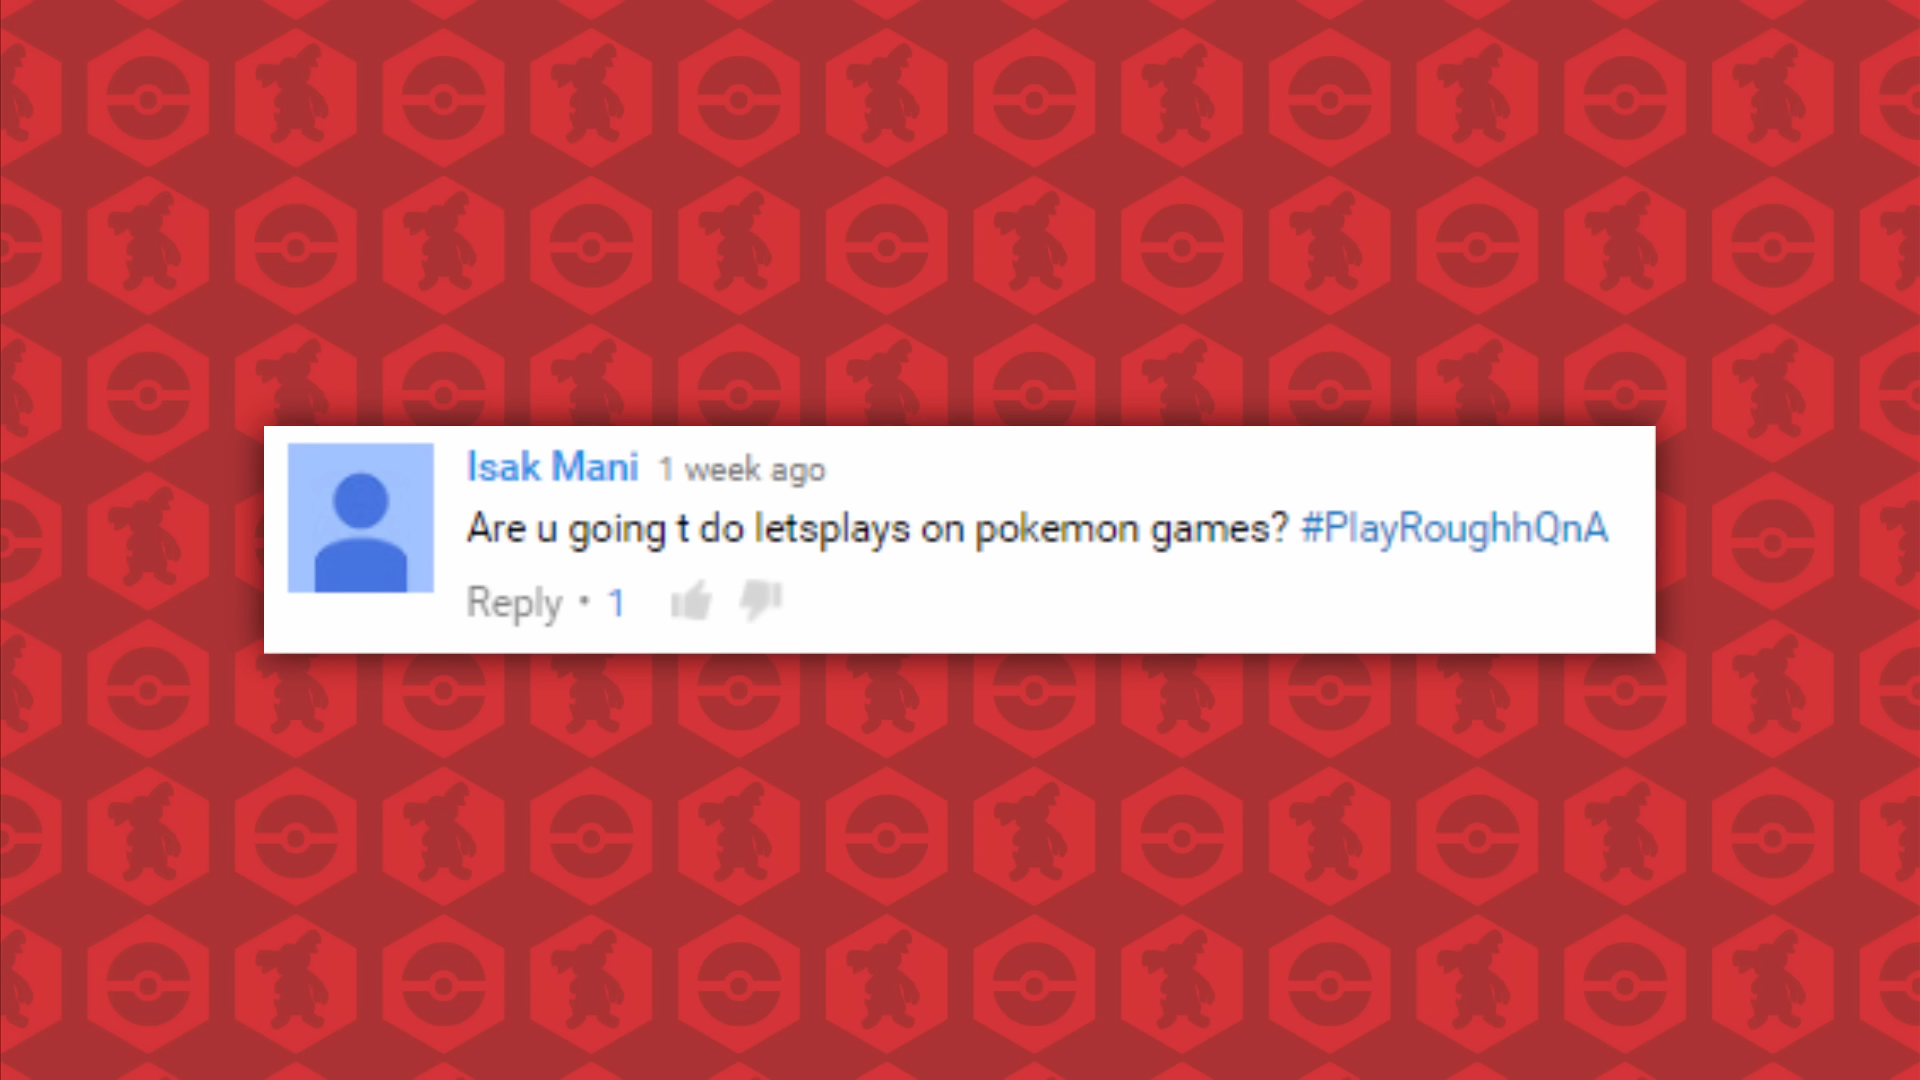 Isak Mani 1 week ago
Are u going t do letsplays on pokemon games? #PlayRoughhQnA
Reply • 1